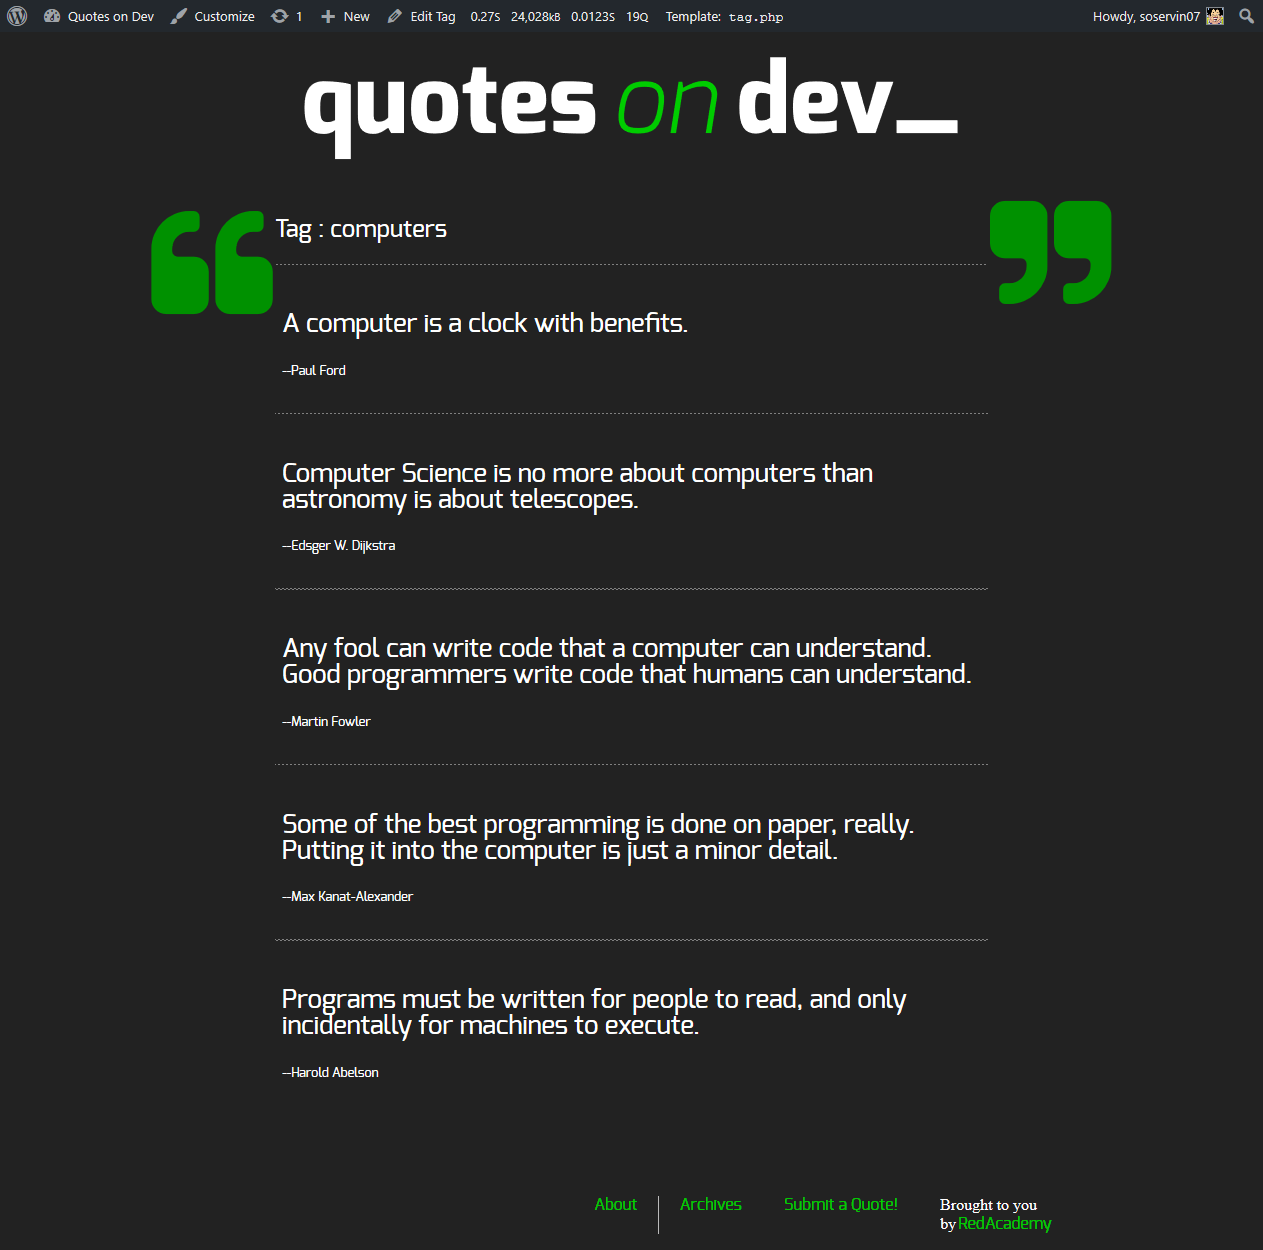 Quotes on Dev Customize 1 New Edit Tag 0.27S 24,028KB 0.0123S 19Q Template: tag.php Howdy, soservin07
quotes on dev_
“ ”
Tag : computers
A computer is a clock with benefits.
—Paul Ford
Computer Science is no more about computers than
astronomy is about telescopes.
—Edsger W. Dijkstra
Any fool can write code that a computer can understand.
Good programmers write code that humans can understand.
—Martin Fowler
Some of the best programming is done on paper, really.
Putting it into the computer is just a minor detail.
—Max Kanat-Alexander
Programs must be written for people to read, and only
incidentally for machines to execute.
—Harold Abelson
About Archives Submit a Quote! Brought to you
by RedAcademy